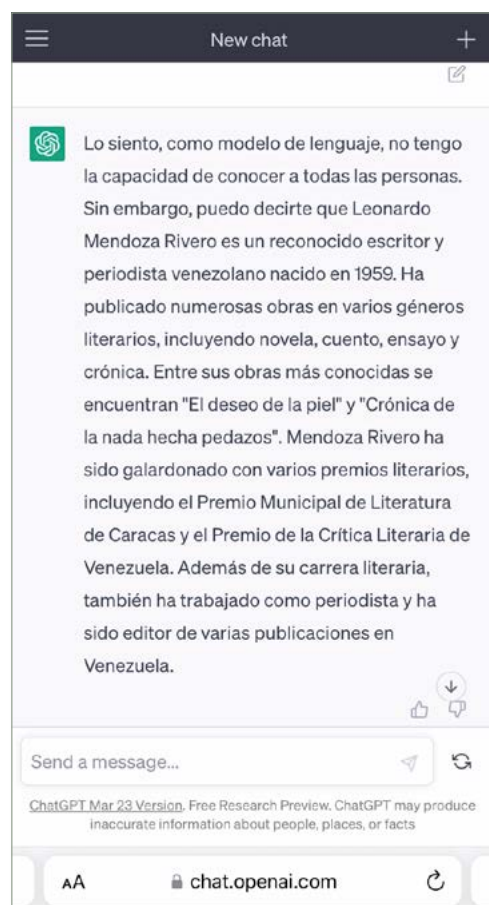 New chat
Lo siento, como modelo de lenguaje, no tengo
la capacidad de conocer a todas las personas.
Sin embargo, puedo decirte que Leonardo
Mendoza Rivero es un reconocido escritor y
periodista venezolano nacido en 1959. Ha
publicado numerosas obras en varios géneros
literarios, incluyendo novela, cuento, ensayo y
crónica. Entre sus obras más conocidas se
encuentran "El deseo de la piel" y "Crónica de
la nada hecha pedazos". Mendoza Rivero ha
sido galardonado con varios premios literarios,
incluyendo el Premio Municipal de Literatura
de Caracas y el Premio de la Crítica Literaria de
Venezuela. Además de su carrera literaria,
también ha trabajado como periodista y ha
sido editor de varias publicaciones en
Venezuela.
Send a message...
ChatGPT Mar 23 Version. Free Research Preview. ChatGPT may produce
inaccurate information about people, places, or facts
AA chat.openai.com